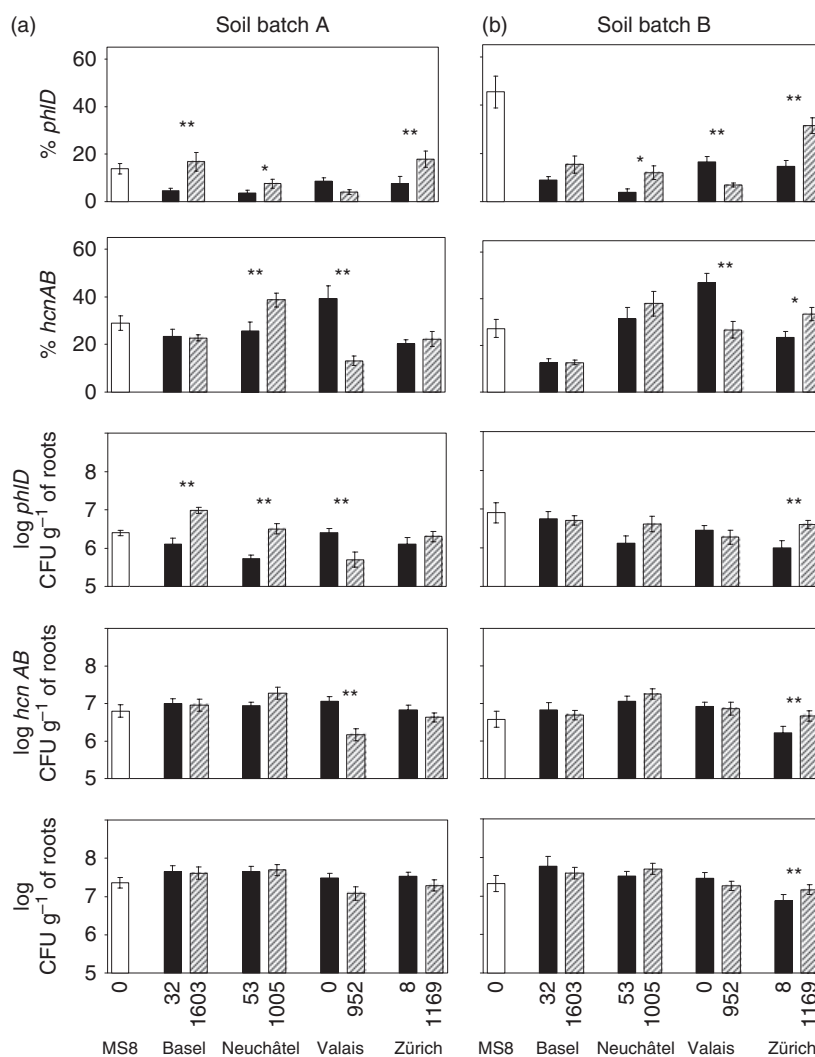 (a) Soil batch A (b) Soil batch B
60
40
20
0
% phlD
** * **
* ** **
60
40
20
0
% hcnAB
** **
** *
8
7
6
5
log phlD
CFU g−1 of roots
** ** **
**
8
7
6
5
log hcn AB
CFU g−1 of roots
**
**
8
7
6
5
log
CFU g−1 of roots
**
0 32 1603 53 1005 0 952 8 1169 0 32 1603 53 1005 0 952 8 1169
MS8 Basel Neuchâtel Valais Zürich MS8 Basel Neuchâtel Valais Zürich